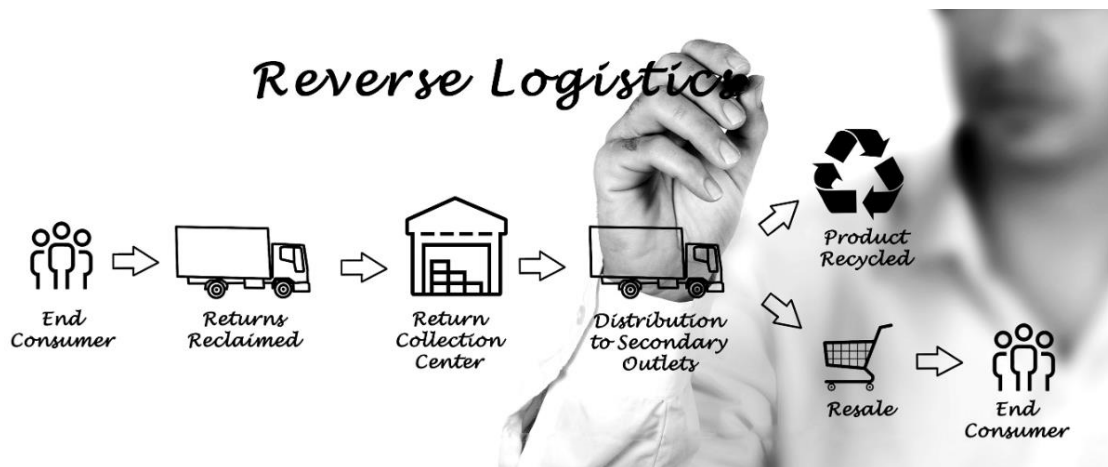 Reverse Logistics
End
Consumer
Returns
Reclaimed
Return
Collection
Center
Distribution
to Secondary
Outlets
Product
Recycled
Resale
End
Consumer